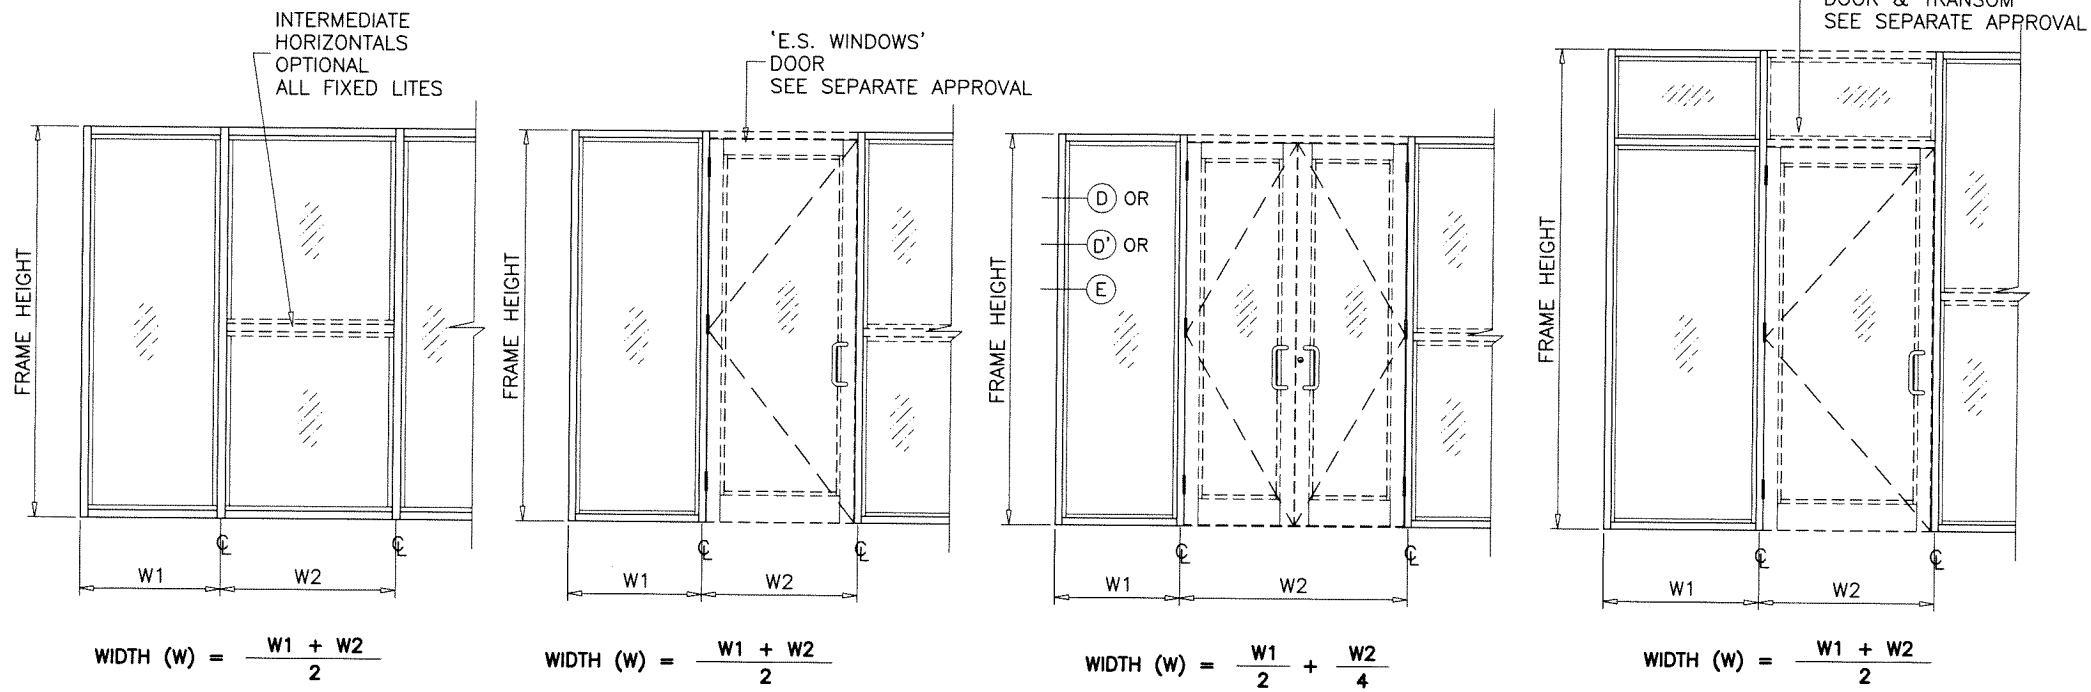 INTERMEDIATE
HORIZONTALS
OPTIONAL
ALL FIXED LITES
FRAME HEIGHT
℄
℄
W1
W2
WIDTH (W) = W1 + W2
2
'E.S. WINDOWS'
DOOR
SEE SEPARATE APPROVAL
FRAME HEIGHT
℄
℄
W1
W2
WIDTH (W) = W1 + W2
2
FRAME HEIGHT
D OR
D' OR
E
℄
℄
W1
W2
WIDTH (W) = W1 + W2
2 4
DOOR & TRANSOM
SEE SEPARATE APPROVAL
FRAME HEIGHT
℄
℄
W1
W2
WIDTH (W) = W1 + W2
2